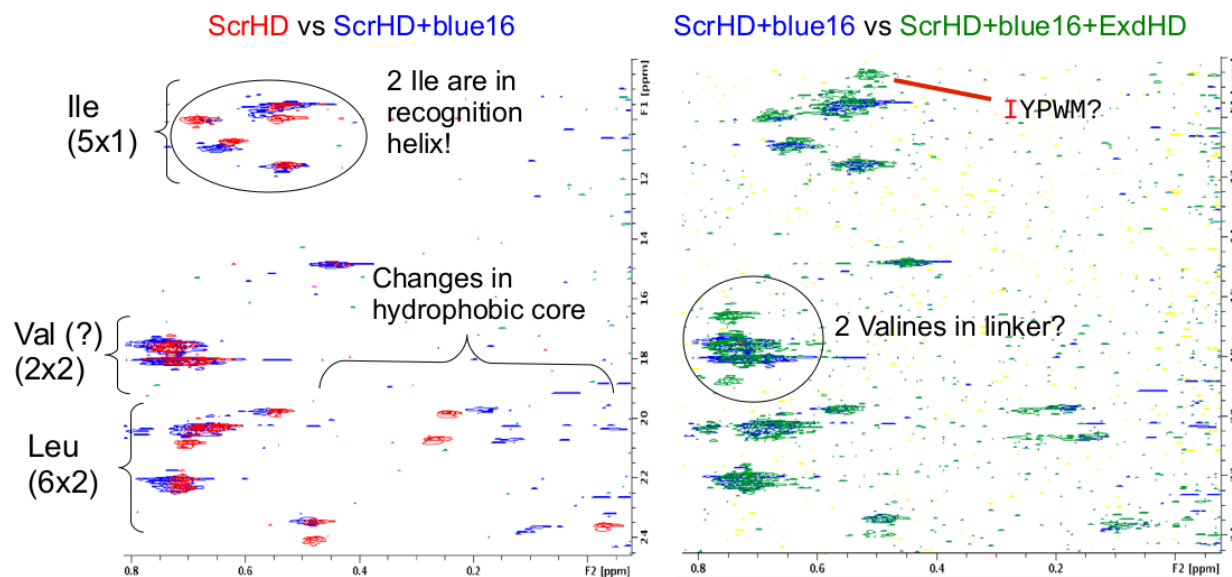 ScrHD vs ScrHD+blue16
ScrHD+blue16 vs ScrHD+blue16+ExdHD
Ile
(5x1)
2 Ile are in
recognition
helix!
F1 [ppm]
12
14
16
18
20
22
24
Changes in
hydrophobic core
Val (?)
(2x2)
Leu
(6x2)
0.8
0.6
0.4
0.2
F2 [ppm]
IYPWM?
2 Valines in linker?
0.8
0.6
0.4
0.2
F2 [ppm]